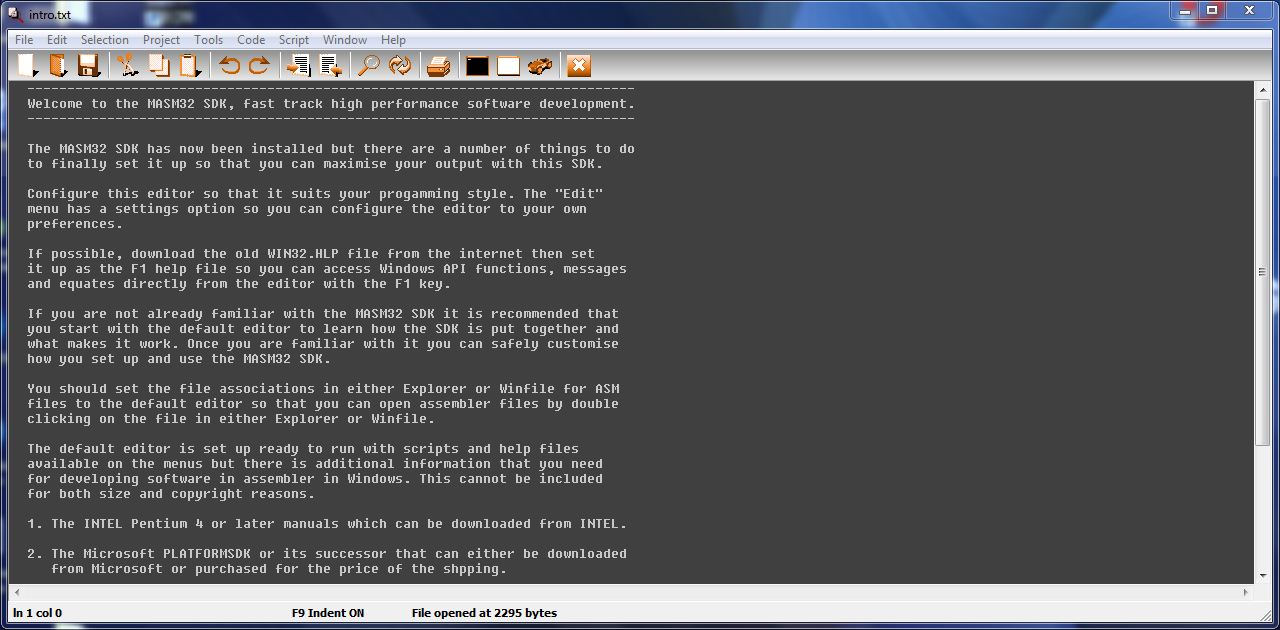 intro.txt
File Edit Selection Project Tools Code Script Window Help
----------------------------------------------------------------------------
Welcome to the MASM32 SDK, fast track high performance software development.
----------------------------------------------------------------------------
The MASM32 SDK has now been installed but there are a number of things to do
to finally set it up so that you can maximise your output with this SDK.
Configure this editor so that it suits your progamming style. The "Edit"
menu has a settings option so you can configure the editor to your own
preferences.
If possible, download the old WIN32.HLP file from the internet then set
it up as the F1 help file so you can access Windows API functions, messages
and equates directly from the editor with the F1 key.
If you are not already familiar with the MASM32 SDK it is recommended that
you start with the default editor to learn how the SDK is put together and
what makes it work. Once you are familiar with it you can safely customise
how you set up and use the MASM32 SDK.
You should set the file associations in either Explorer or Winfile for ASM
files to the default editor so that you can open assembler files by double
clicking on the file in either Explorer or Winfile.
The default editor is set up ready to run with scripts and help files
available on the menus but there is additional information that you need
for developing software in assembler in Windows. This cannot be included
for both size and copyright reasons.
1. The INTEL Pentium 4 or later manuals which can be downloaded from INTEL.
2. The Microsoft PLATFORMSDK or its successor that can either be downloaded
from Microsoft or purchased for the price of the shpping.
ln 1 col 0 F9 Indent ON File opened at 2295 bytes